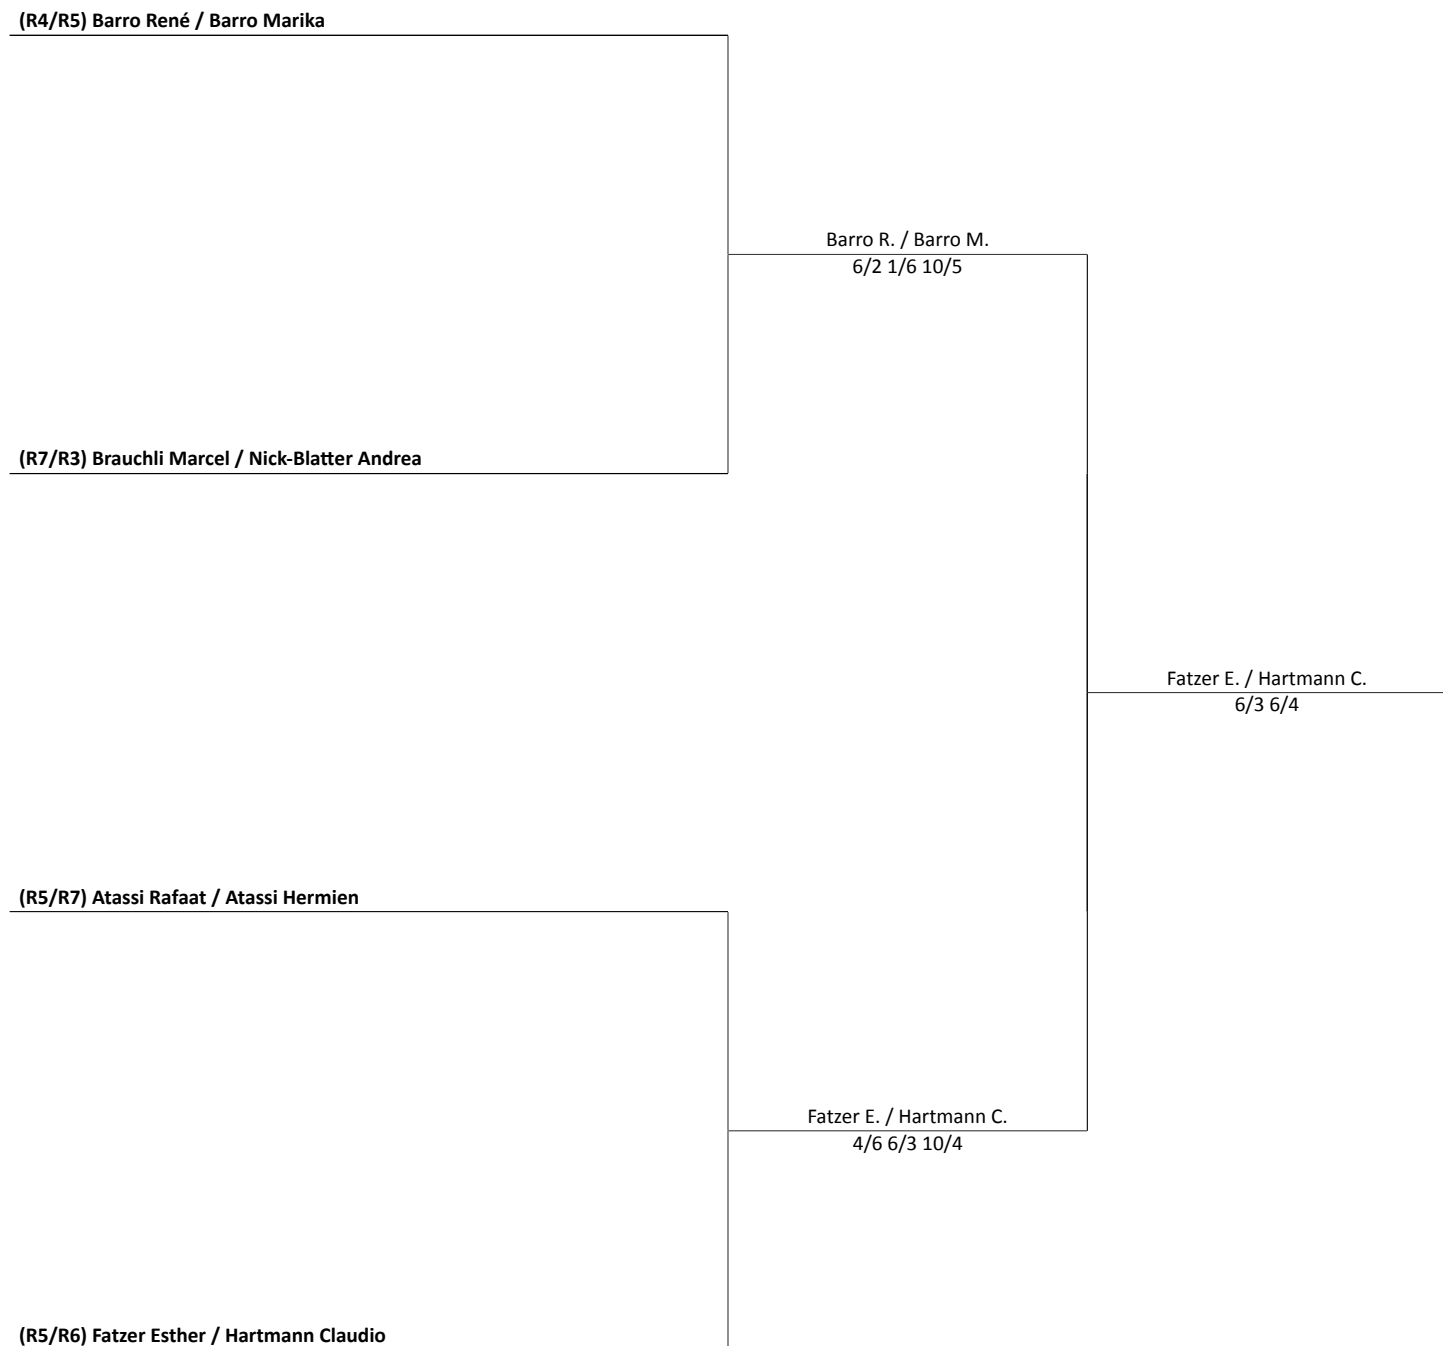 (R4/R5) Barro René / Barro Marika
Barro R. / Barro M.
6/2 1/6 10/5
(R7/R3) Brauchli Marcel / Nick-Blatter Andrea
Fatzer E. / Hartmann C.
6/3 6/4
(R5/R7) Atassi Rafaat / Atassi Hermien
Fatzer E. / Hartmann C.
4/6 6/3 10/4
(R5/R6) Fatzer Esther / Hartmann Claudio